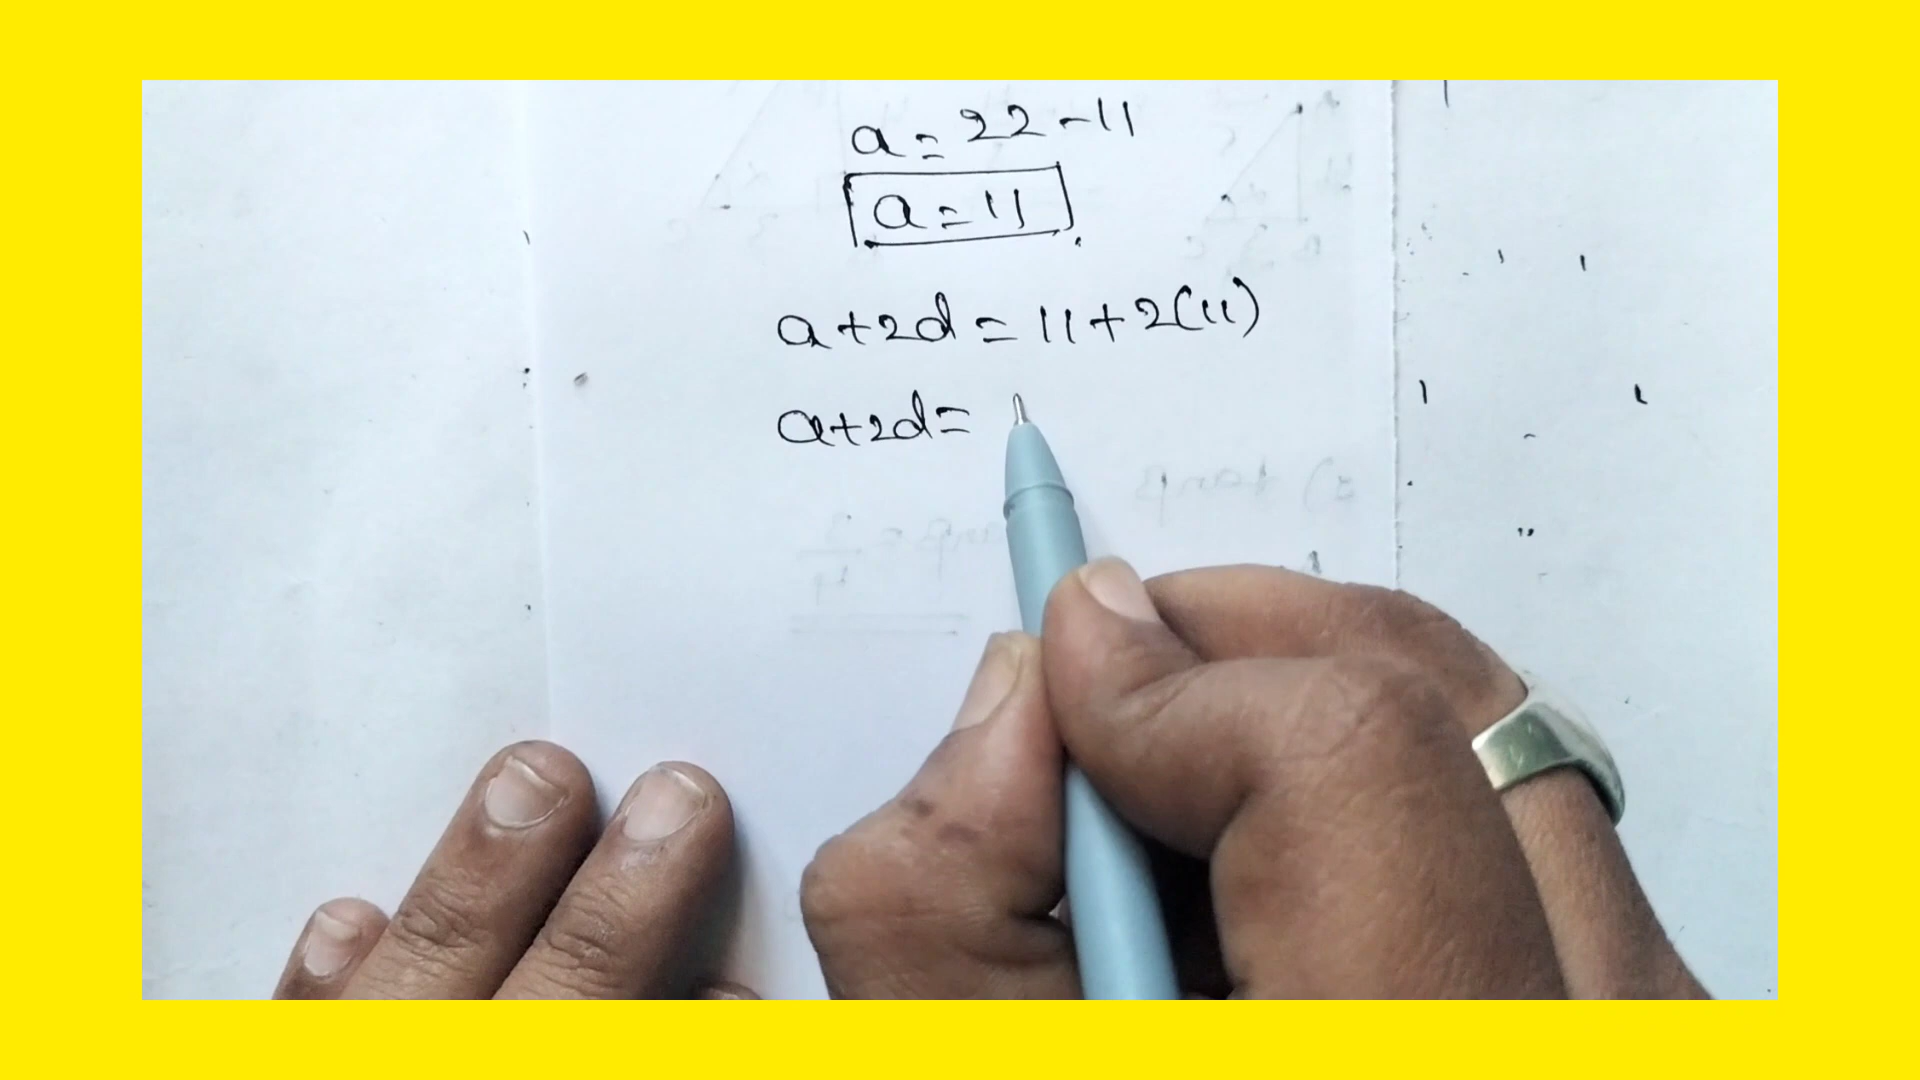 a = 22 - 11
a = 11
a + 2d = 11 + 2(11)
a + 2d =